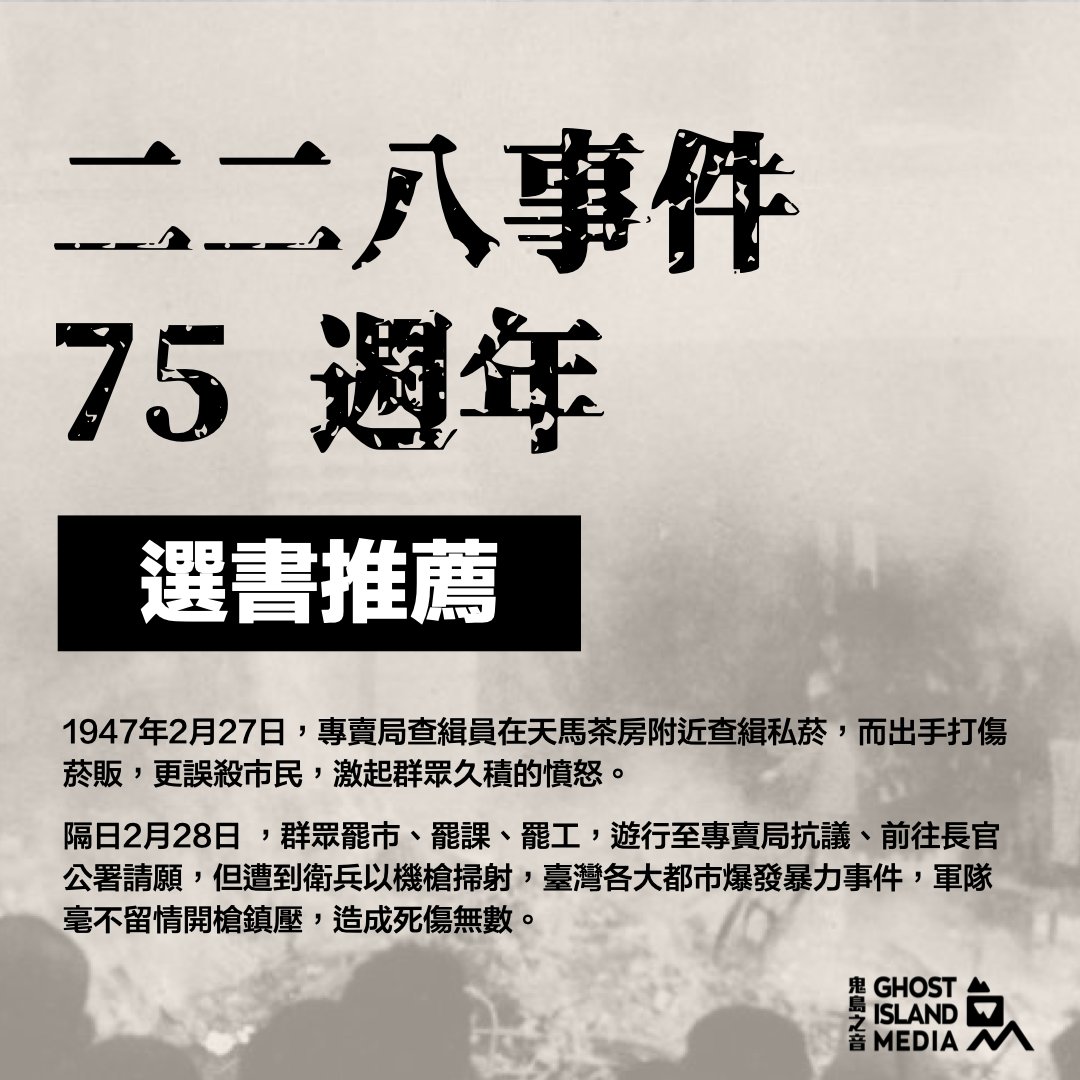 二二八事件
75 週年
選書推薦
1947年2月27日，專賣局查緝員在天馬茶房附近查緝私菸，而出手打傷
菸販，更誤殺市民，激起群眾久積的憤怒。
隔日2月28日 ，群眾罷市、罷課、罷工，遊行至專賣局抗議、前往長官
公署請願，但遭到衛兵以機槍掃射，臺灣各大都市爆發暴力事件，軍隊
毫不留情開槍鎮壓，造成死傷無數。
鬼島之音
GHOST
ISLAND
MEDIA